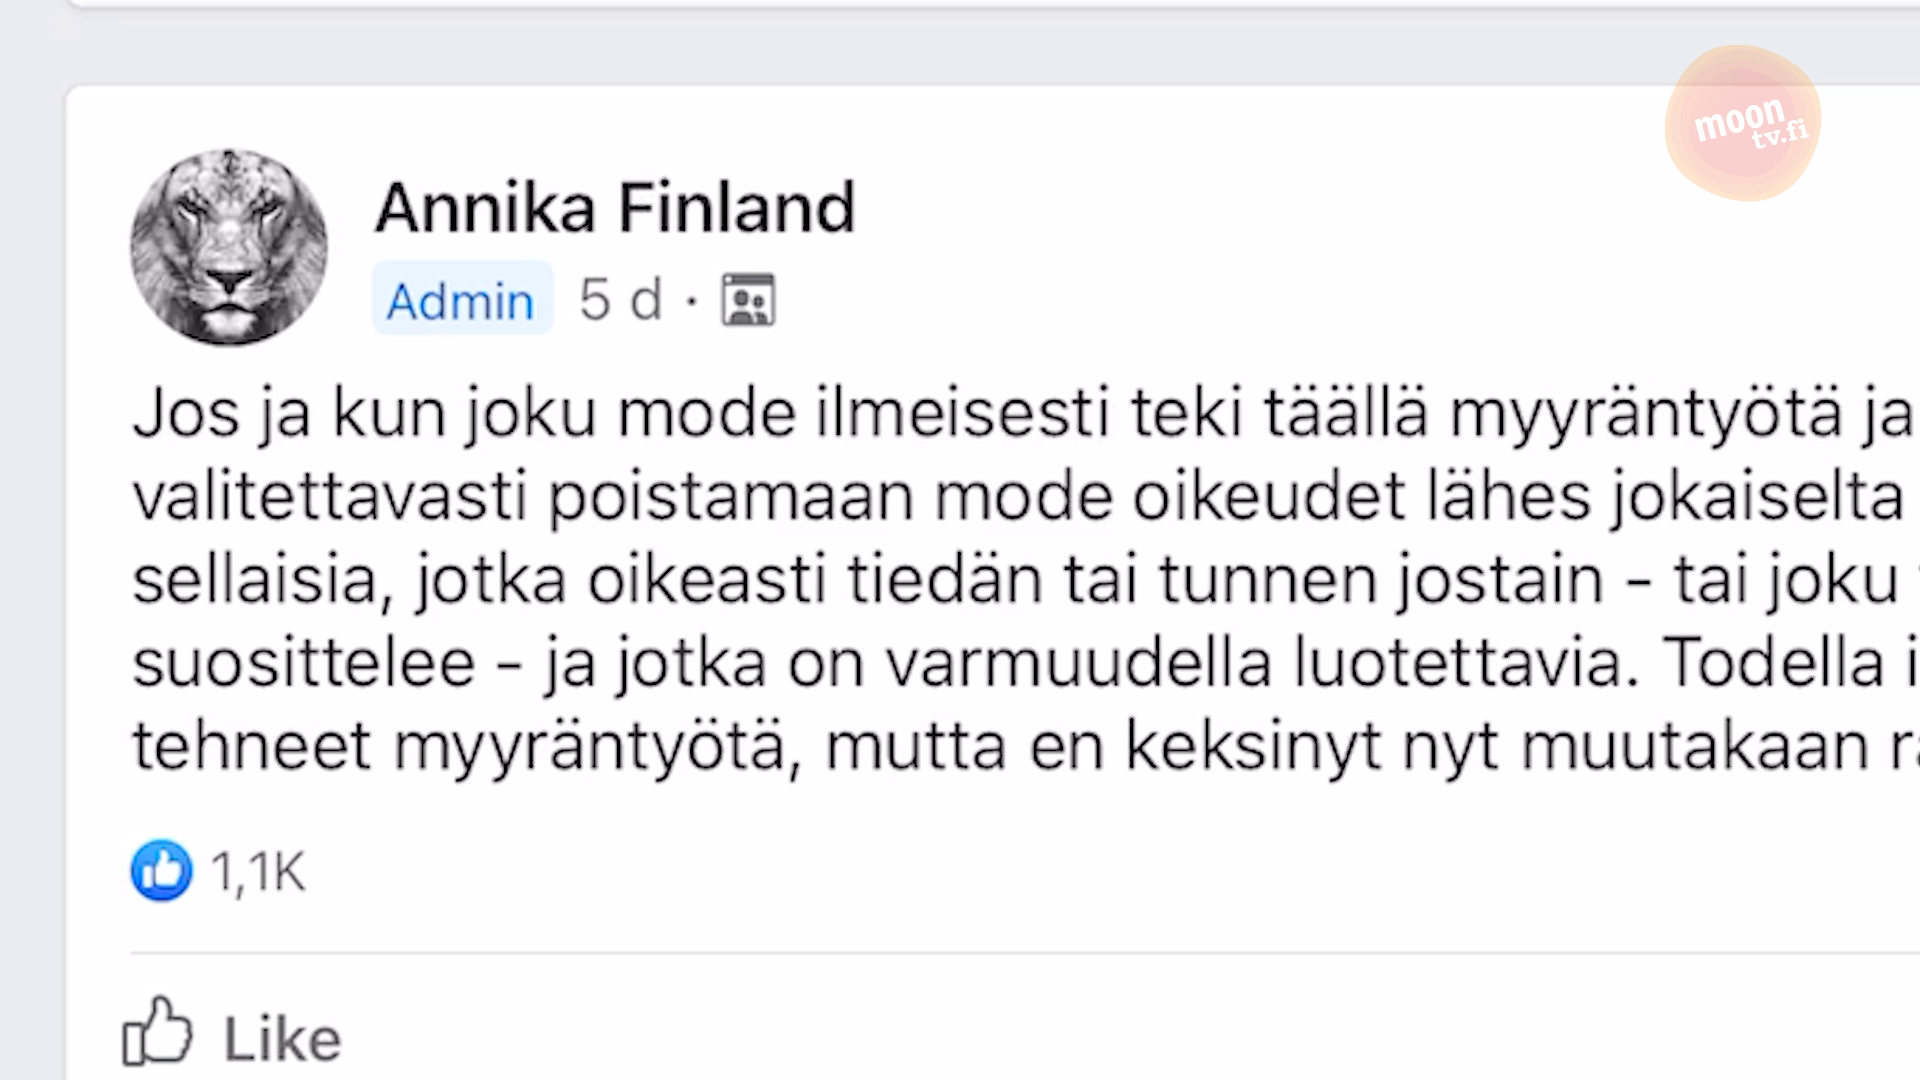 moon
tv.fi
Annika Finland
Admin 5 d ·
Jos ja kun joku mode ilmeisesti teki täällä myyräntyötä ja
valitettavasti poistamaan mode oikeudet lähes jokaiselta
sellaisia, jotka oikeasti tiedän tai tunnen jostain - tai joku
suosittelee - ja jotka on varmuudella luotettavia. Todella
tehneet myyräntyötä, mutta en keksinyt nyt muutakaan
1,1K
Like